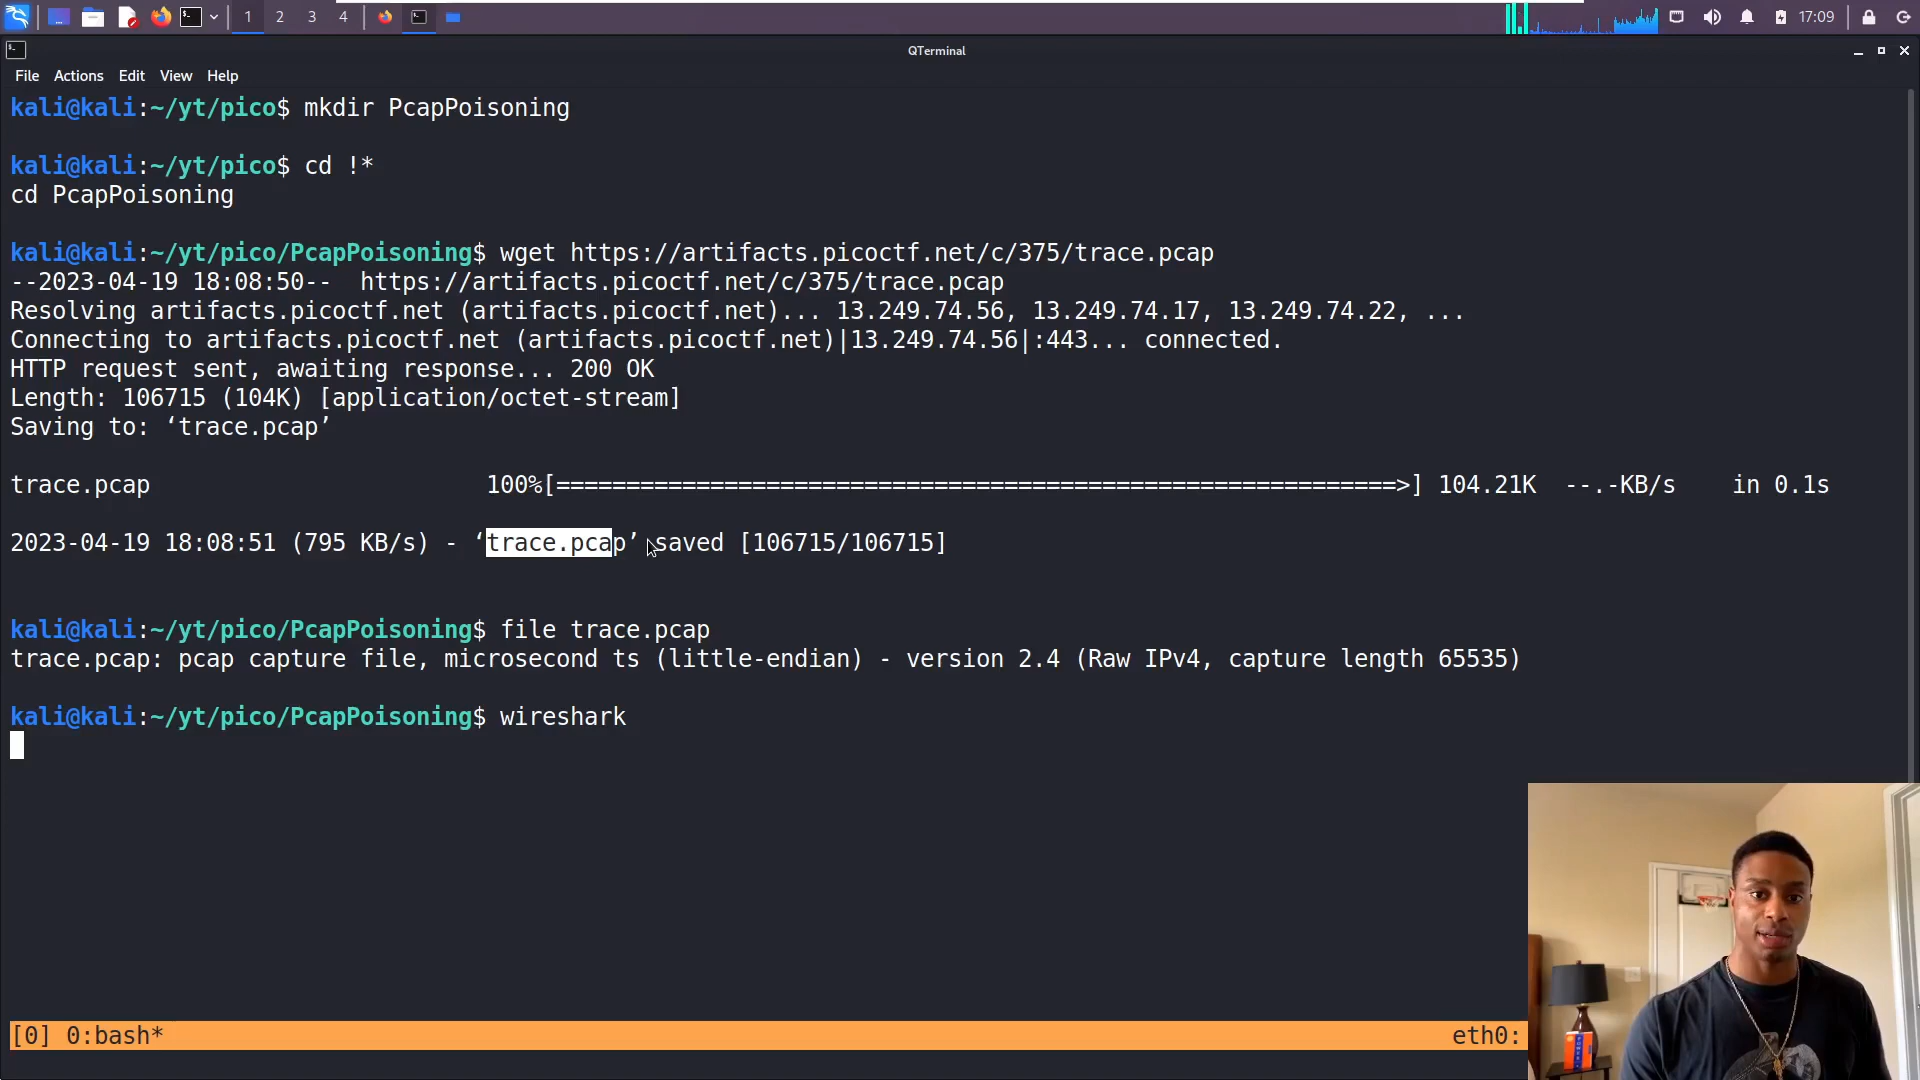 1 2 3 4 17:09
QTerminal
File Actions Edit View Help
kali@kali:~/yt/pico$ mkdir PcapPoisoning
kali@kali:~/yt/pico$ cd !*
cd PcapPoisoning
kali@kali:~/yt/pico/PcapPoisoning$ wget https://artifacts.picoctf.net/c/375/trace.pcap
--2023-04-19 18:08:50-- https://artifacts.picoctf.net/c/375/trace.pcap
Resolving artifacts.picoctf.net (artifacts.picoctf.net)... 13.249.74.56, 13.249.74.17, 13.249.74.22, ...
Connecting to artifacts.picoctf.net (artifacts.picoctf.net)|13.249.74.56|:443... connected.
HTTP request sent, awaiting response... 200 OK
Length: 106715 (104K) [application/octet-stream]
Saving to: ‘trace.pcap’
trace.pcap 100%[============================================================>] 104.21K --.-KB/s in 0.1s
2023-04-19 18:08:51 (795 KB/s) - ‘trace.pcap’ saved [106715/106715]
kali@kali:~/yt/pico/PcapPoisoning$ file trace.pcap
trace.pcap: pcap capture file, microsecond ts (little-endian) - version 2.4 (Raw IPv4, capture length 65535)
kali@kali:~/yt/pico/PcapPoisoning$ wireshark
[0] 0:bash* eth0: